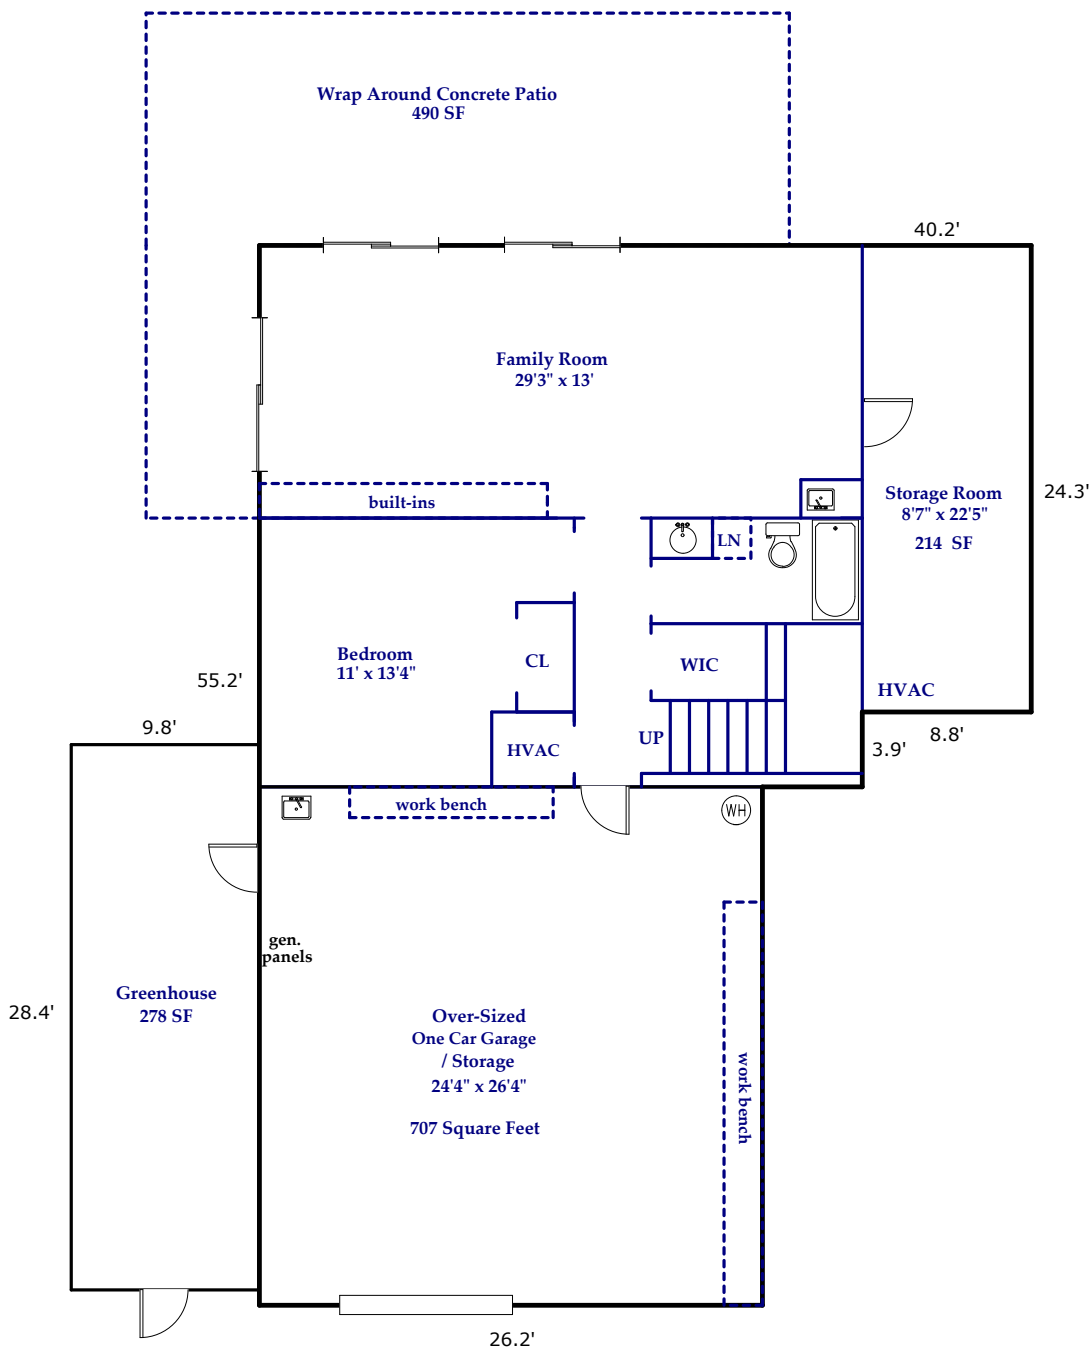 Wrap Around Concrete Patio
490 SF
40.2'
Family Room
29'3" x 13'
built-ins
Storage Room
8'7" x 22'5"
214 SF
24.3'
LN
Bedroom
11' x 13'4"
CL
WIC
HVAC
55.2'
9.8'
HVAC
UP
3.9'
8.8'
work bench
WH
gen.
panels
Greenhouse
278 SF
28.4'
Over-Sized
One Car Garage
/ Storage
24'4" x 26'4"
707 Square Feet
work bench
26.2'